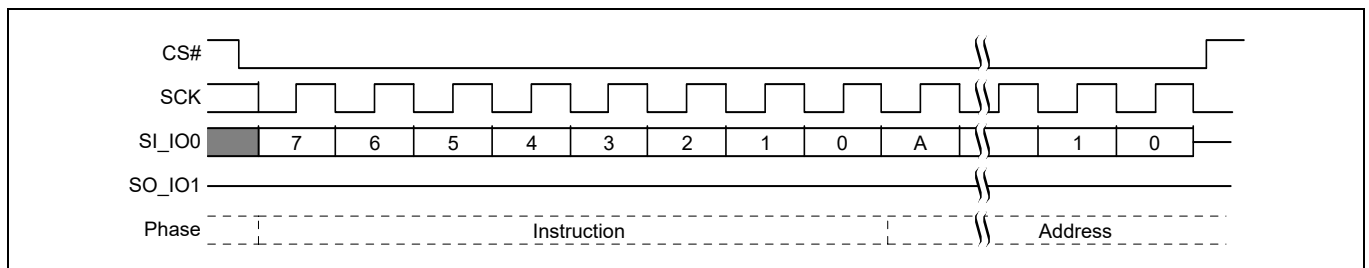 CS#
SCK
SI_IO0 7 6 5 4 3 2 1 0 A 1 0
SO_IO1
Phase Instruction Address